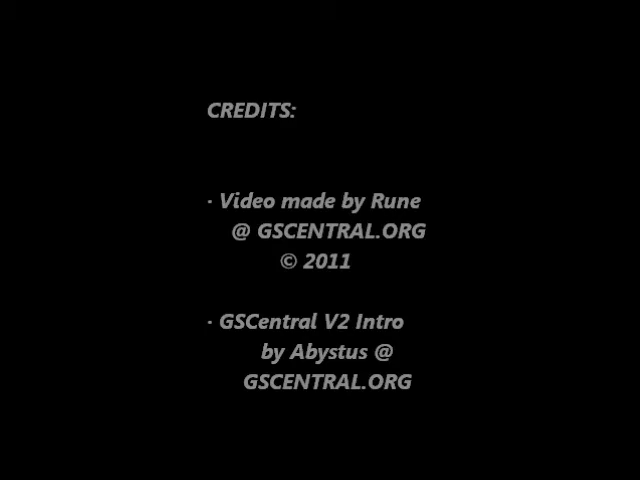 CREDITS:
· Video made by Rune
@ GSCENTRAL.ORG
© 2011
· GSCentral V2 Intro
by Abystus @
GSCENTRAL.ORG